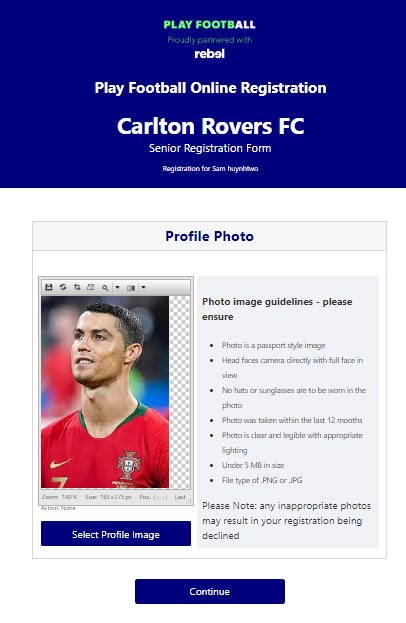 PLAY FOOTBALL
Proudly partnered with
rebel
Play Football Online Registration
Carlton Rovers FC
Senior Registration Form
Registration for Sam huynhtwo
Profile Photo
Zoom: 140% Size: 183x275 px Pos: (-,-) Last
Action: None
Select Profile Image
Photo image guidelines - please
ensure
Photo is a passport style image
Head faces camera directly with full face in
view
No hats or sunglasses are to be worn in the
photo
Photo was taken within the last 12 months
Photo is clear and legible with appropriate
lighting
Under 5 MB in size
File type of .PNG or .JPG
Please Note: any inappropriate photos
may result in your registration being
declined
Continue